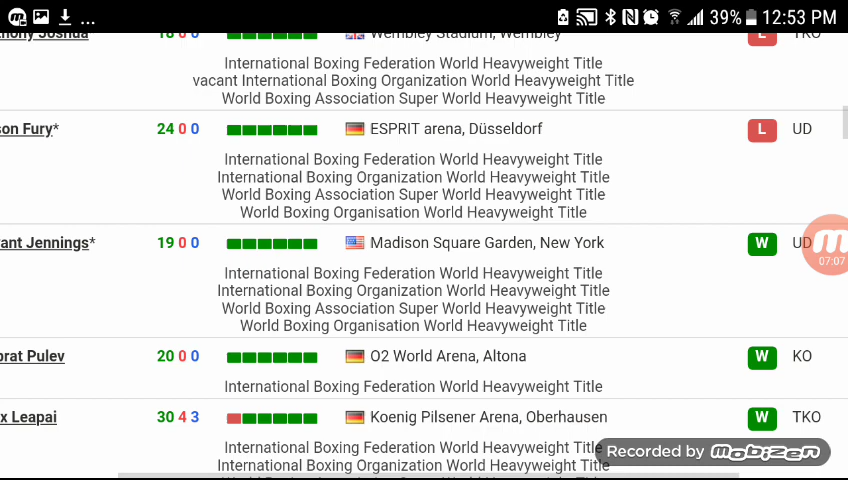 ... 39% 12:53 PM
thony Joshua 18 0 0 Wembley Stadium, Wembley L TKO
International Boxing Federation World Heavyweight Title
vacant International Boxing Organization World Heavyweight Title
World Boxing Association Super World Heavyweight Title
son Fury* 24 0 0 ESPRIT arena, Düsseldorf L UD
International Boxing Federation World Heavyweight Title
International Boxing Organization World Heavyweight Title
World Boxing Association Super World Heavyweight Title
World Boxing Organisation World Heavyweight Title
yant Jennings* 19 0 0 Madison Square Garden, New York W UD
07:07
International Boxing Federation World Heavyweight Title
International Boxing Organization World Heavyweight Title
World Boxing Association Super World Heavyweight Title
World Boxing Organisation World Heavyweight Title
brat Pulev 20 0 0 O2 World Arena, Altona W KO
International Boxing Federation World Heavyweight Title
x Leapai 30 4 3 Koenig Pilsener Arena, Oberhausen W TKO
International Boxing Federation World Heavyweight Title
International Boxing Organization World Heavyweight Title
Recorded by mobizen